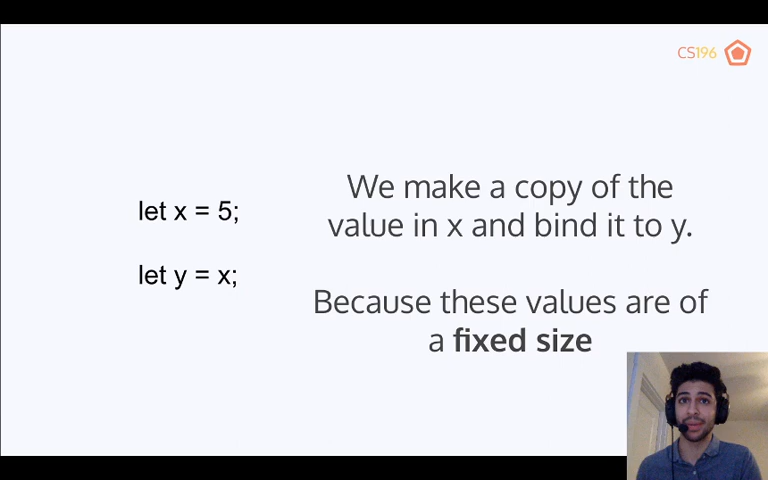 CS196
let x = 5;
let y = x;
We make a copy of the
value in x and bind it to y.
Because these values are of
a fixed size